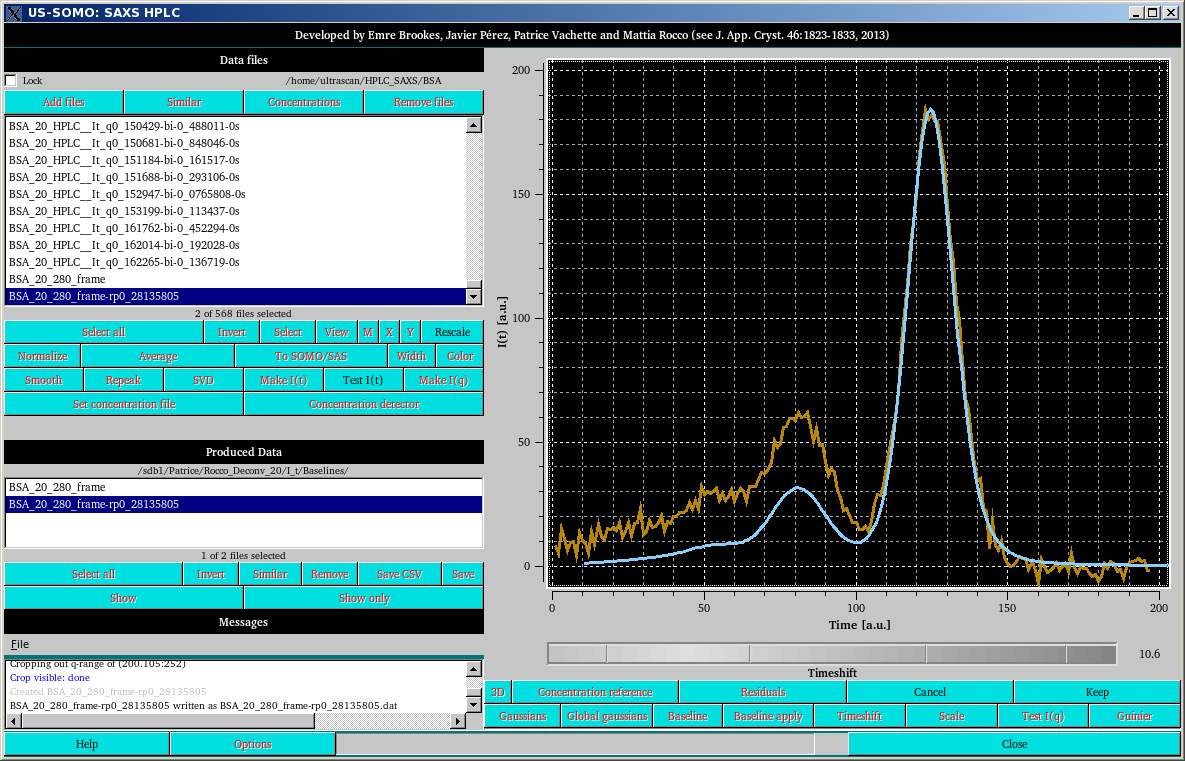 US-SOMO: SAXS HPLC
Developed by Emre Brookes, Javier Pérez, Patrice Vachette and Mattia Rocco (see J. App. Cryst. 46:1823-1833, 2013)
Data files
Lock /home/ultrascan/HPLC_SAXS/BSA
Add files Similar Concentrations Remove files
BSA_20_HPLC__It_q0_150429-bi-0_488011-0s
BSA_20_HPLC__It_q0_150681-bi-0_848046-0s
BSA_20_HPLC__It_q0_151184-bi-0_161517-0s
BSA_20_HPLC__It_q0_151688-bi-0_293106-0s
BSA_20_HPLC__It_q0_152947-bi-0_0765808-0s
BSA_20_HPLC__It_q0_153199-bi-0_113437-0s
BSA_20_HPLC__It_q0_161762-bi-0_452294-0s
BSA_20_HPLC__It_q0_162014-bi-0_192028-0s
BSA_20_HPLC__It_q0_162265-bi-0_136719-0s
BSA_20_280_frame
BSA_20_280_frame-rp0_28135805
2 of 568 files selected
Select all Invert Select View M X Y Rescale
Normalize Average To SOMO/SAS Width Color
Smooth Repeak SVD Make I(t) Test I(t) Make I(q)
Set concentration file Concentration detector
Produced Data
/sdb1/Patrice/Rocco_Deconv_20/I_t/Baselines/
BSA_20_280_frame
BSA_20_280_frame-rp0_28135805
1 of 2 files selected
Select all Invert Similar Remove Save CSV Save
Show Show only
Messages
File
Cropping out q-range of (200.105:252)
Crop visible: done
Created BSA_20_280_frame-rp0_28135805
BSA_20_280_frame-rp0_28135805 written as BSA_20_280_frame-rp0_28135805.dat
Help Options
200
150
100
50
0
I(t) [a.u.]
0 50 100 150 200
Time [a.u.]
10.6
Timeshift
3D Concentration reference Residuals Cancel Keep
Gaussians Global gaussians Baseline Baseline apply Timeshift Scale Test I(q) Guinier
Close